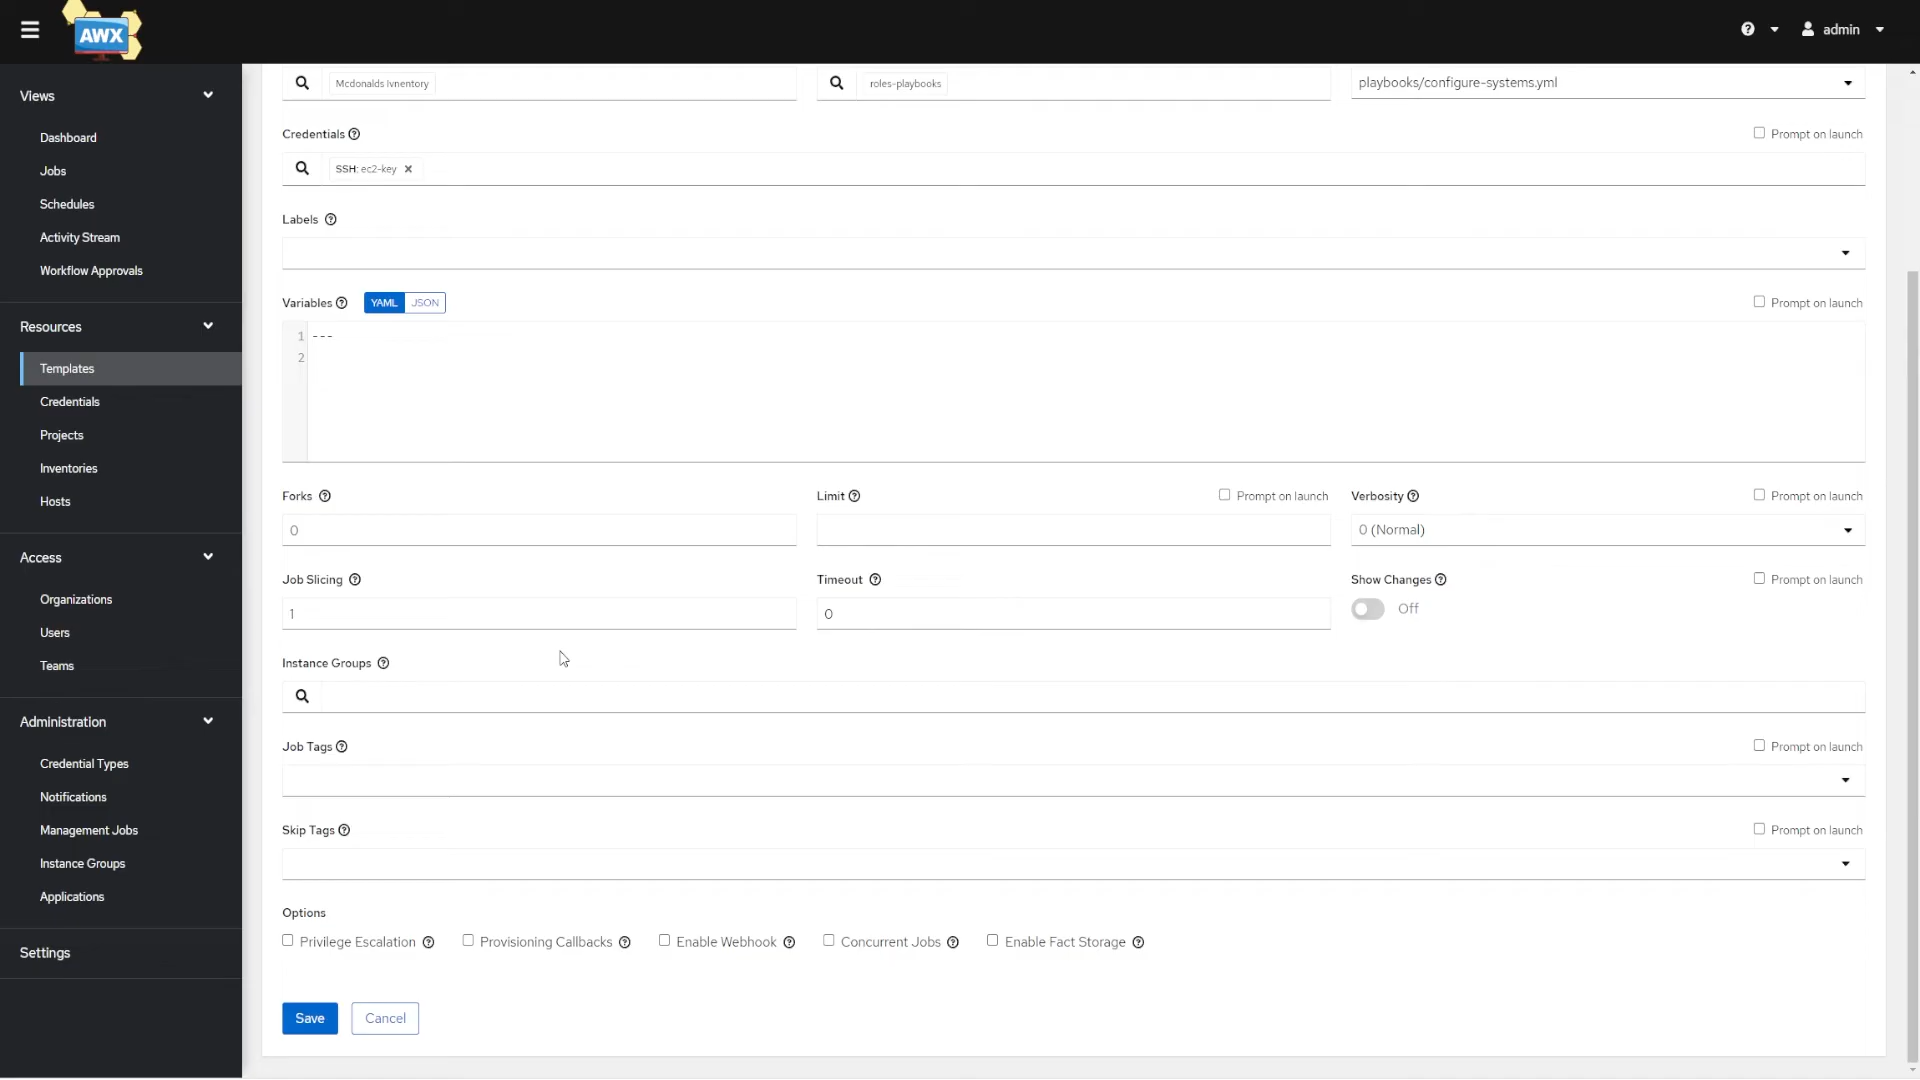 AWX
admin
Views
Dashboard
Jobs
Schedules
Activity Stream
Workflow Approvals
Resources
Templates
Credentials
Projects
Inventories
Hosts
Access
Organizations
Users
Teams
Administration
Credential Types
Notifications
Management Jobs
Instance Groups
Applications
Settings
Mcdonalds Ivnentory
roles-playbooks
playbooks/configure-systems.yml
Credentials
Prompt on launch
SSH: ec2-key
Labels
Variables YAML JSON
Prompt on launch
1 ---
2
Forks
0
Limit
Prompt on launch
Verbosity
Prompt on launch
0 (Normal)
Job Slicing
1
Timeout
0
Show Changes
Prompt on launch
Off
Instance Groups
Job Tags
Prompt on launch
Skip Tags
Prompt on launch
Options
Privilege Escalation
Provisioning Callbacks
Enable Webhook
Concurrent Jobs
Enable Fact Storage
Save
Cancel